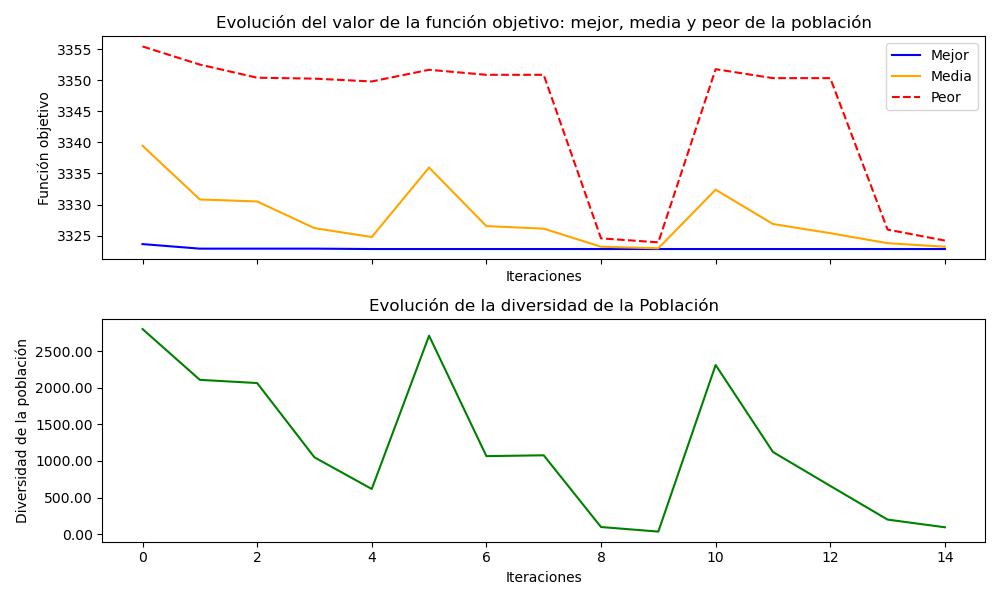 Evolución del valor de la función objetivo: mejor, media y peor de la población
3355
3350
3345
3340
3335
3330
3325
Función objetivo
Mejor
Media
Peor
Iteraciones
Evolución de la diversidad de la Población
2500.00
2000.00
1500.00
1000.00
500.00
0.00
Diversidad de la población
0 2 4 6 8 10 12 14
Iteraciones